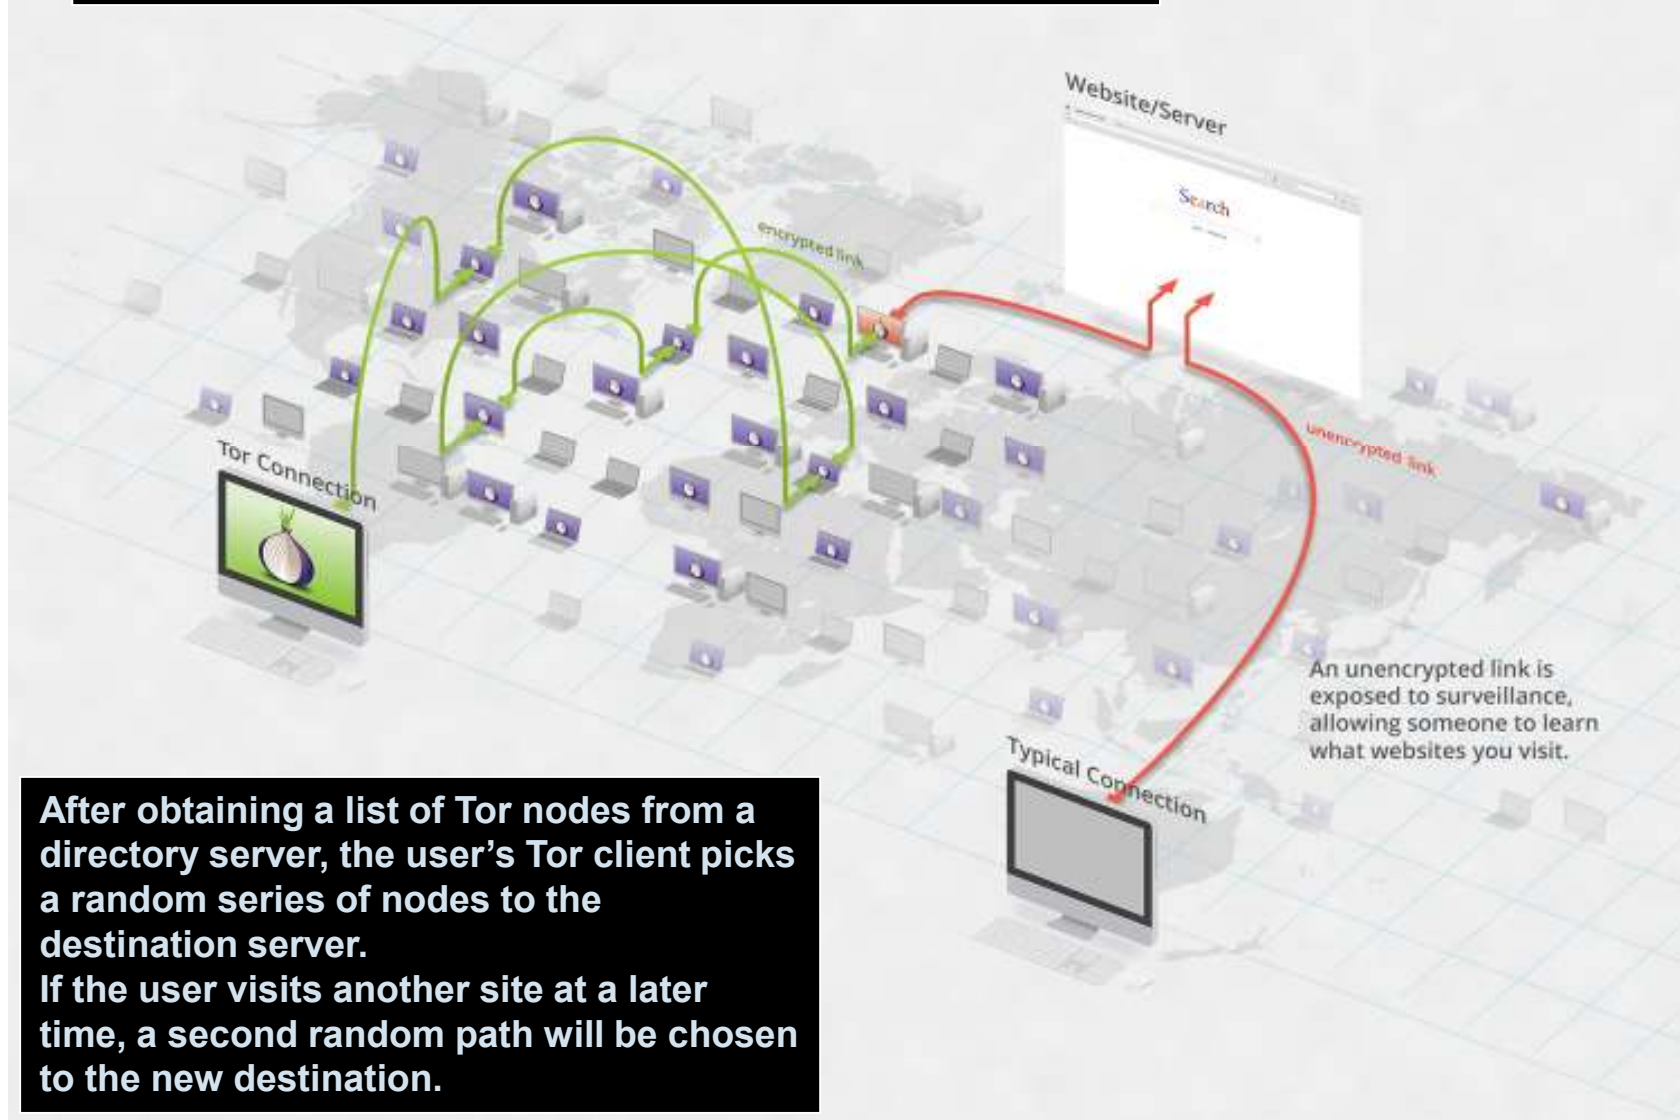 Website/Server
Search
encrypted link
unencrypted link
Tor Connection
An unencrypted link is
exposed to surveillance,
allowing someone to learn
what websites you visit.
Typical Connection
After obtaining a list of Tor nodes from a
directory server, the user’s Tor client picks
a random series of nodes to the
destination server.
If the user visits another site at a later
time, a second random path will be chosen
to the new destination.